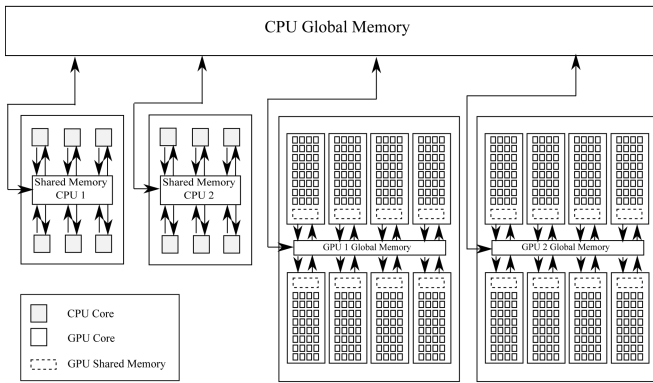 CPU Global Memory
Shared Memory
CPU 1
Shared Memory
CPU 2
GPU 1 Global Memory
GPU 2 Global Memory
CPU Core
GPU Core
GPU Shared Memory